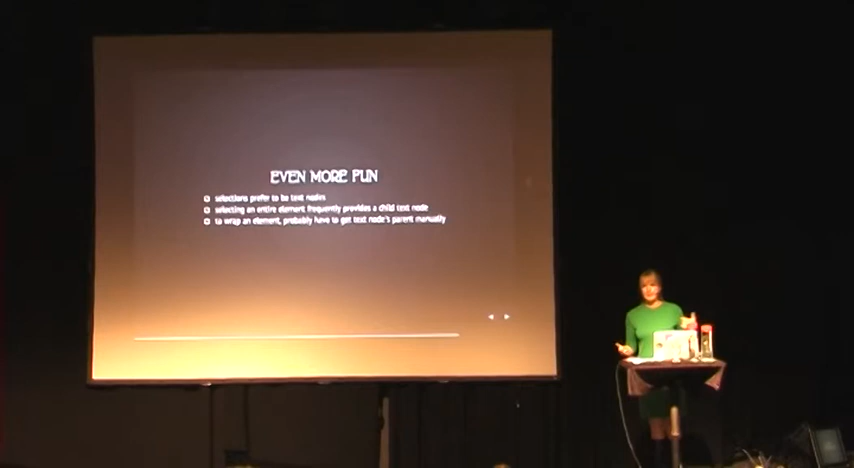 EVEN MORE FUN
selections prefer to be text nodes
selecting an entire element frequently provides a child text node
to wrap an element, probably have to get text node's parent manually